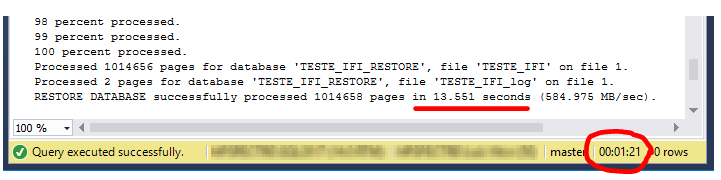 98 percent processed.
99 percent processed.
100 percent processed.
Processed 1014656 pages for database 'TESTE_IFI_RESTORE', file 'TESTE_IFI' on file 1.
Processed 2 pages for database 'TESTE_IFI_RESTORE', file 'TESTE_IFI_log' on file 1.
RESTORE DATABASE successfully processed 1014658 pages in 13.551 seconds (584.975 MB/sec).
100 %
Query executed successfully. master 00:01:21 0 rows